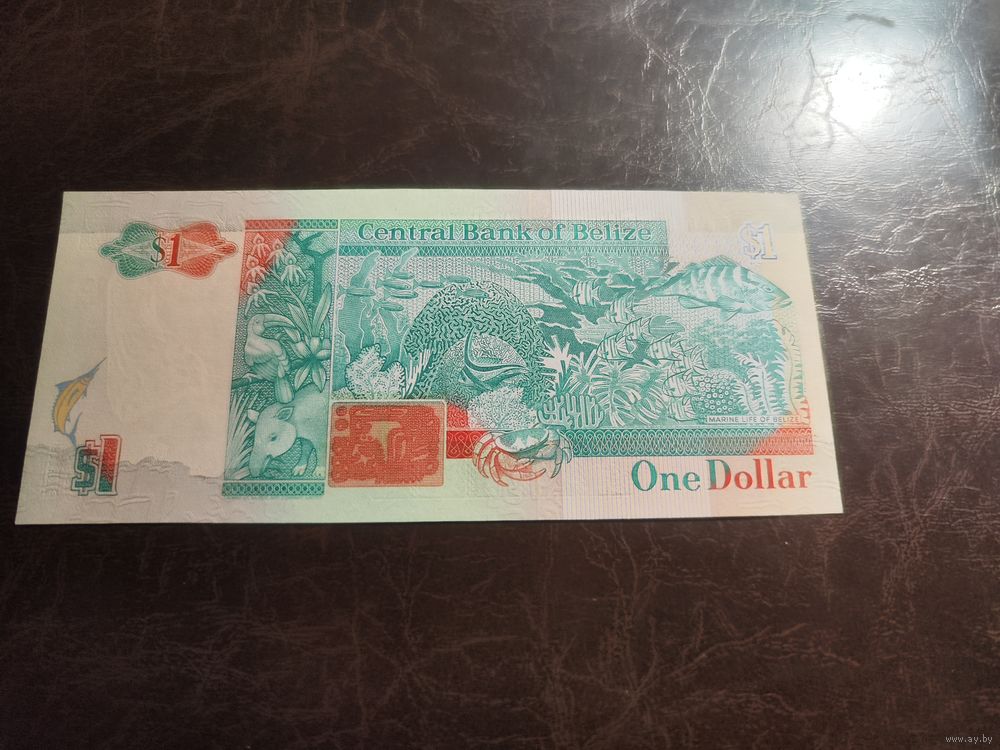 Central Bank of Belize
$1
$1
MARINE LIFE OF BELIZE
$1
One Dollar
www.ay.by